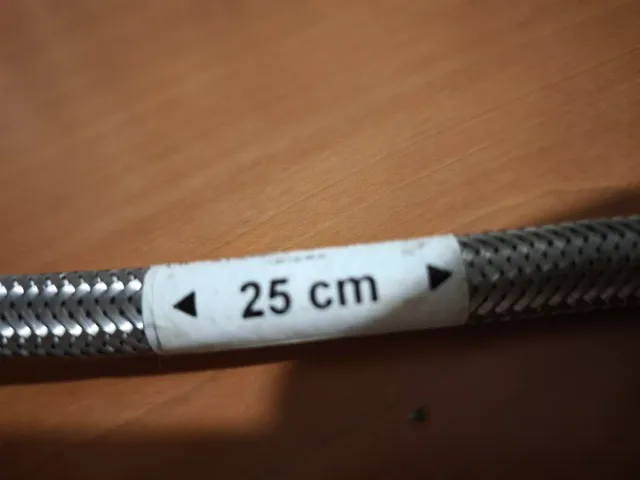 ◀ 25 cm ▶